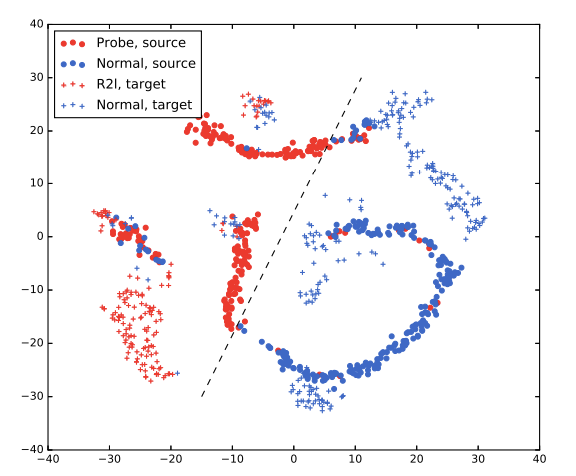 40
Probe, source
Normal, source
R2l, target
Normal, target
30
20
10
0
−10
−20
−30
−40
−40 −30 −20 −10 0 10 20 30 40